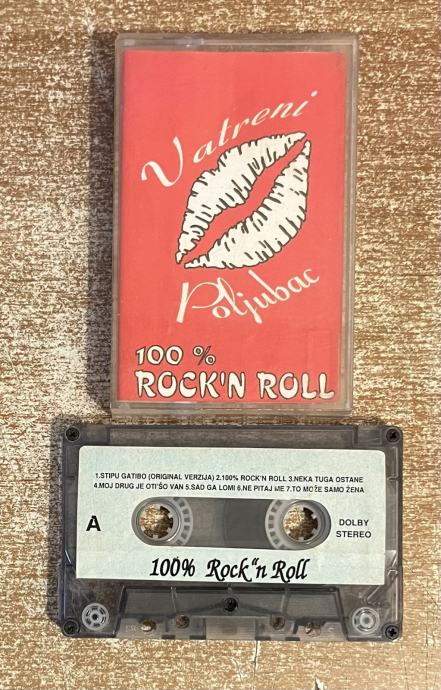 Vatreni
Poljubac
100 %
ROCK'N ROLL
1.STIPU GATIBO (ORIGINAL VERZIJA) 2.100% ROCK'N ROLL 3.NEKA TUGA OSTANE
4.MOJ DRUG JE OTI'ŠO VAN 5.SAD GA LOMI 6.NE PITAJ ME 7.TO MOŽE SAMO ŽENA
A
DOLBY
STEREO
100% Rock"n Roll